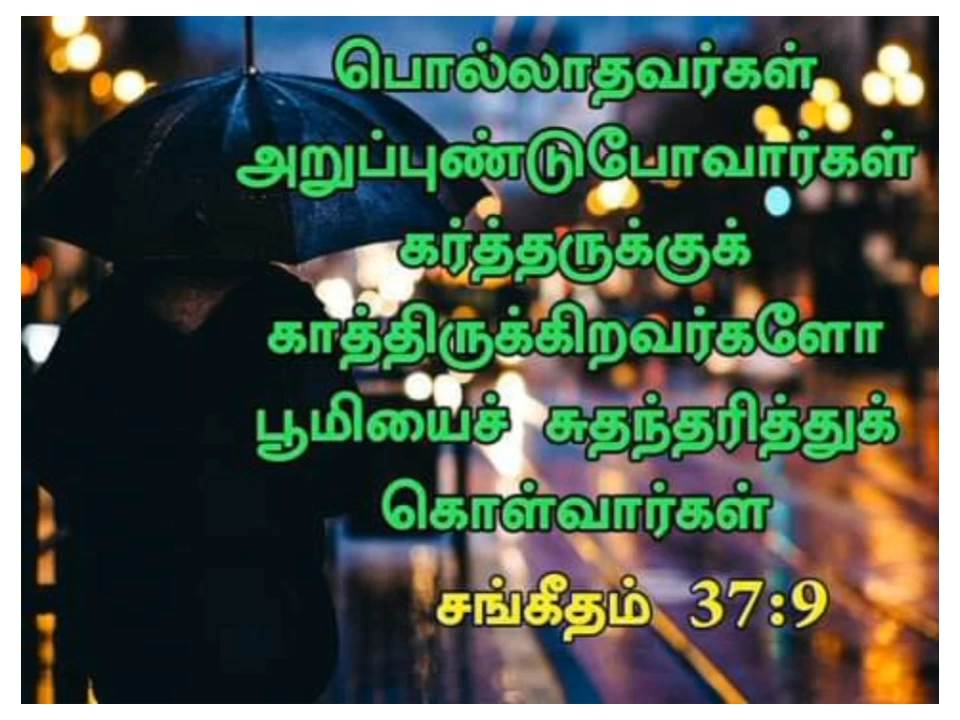 பொல்லாதவர்கள்
அறுப்புண்டுபோவார்கள்
கர்த்தருக்குக்
காத்திருக்கிறவர்களோ
பூமியைச் சுதந்தரித்துக்
கொள்வார்கள்
சங்கீதம் 37:9